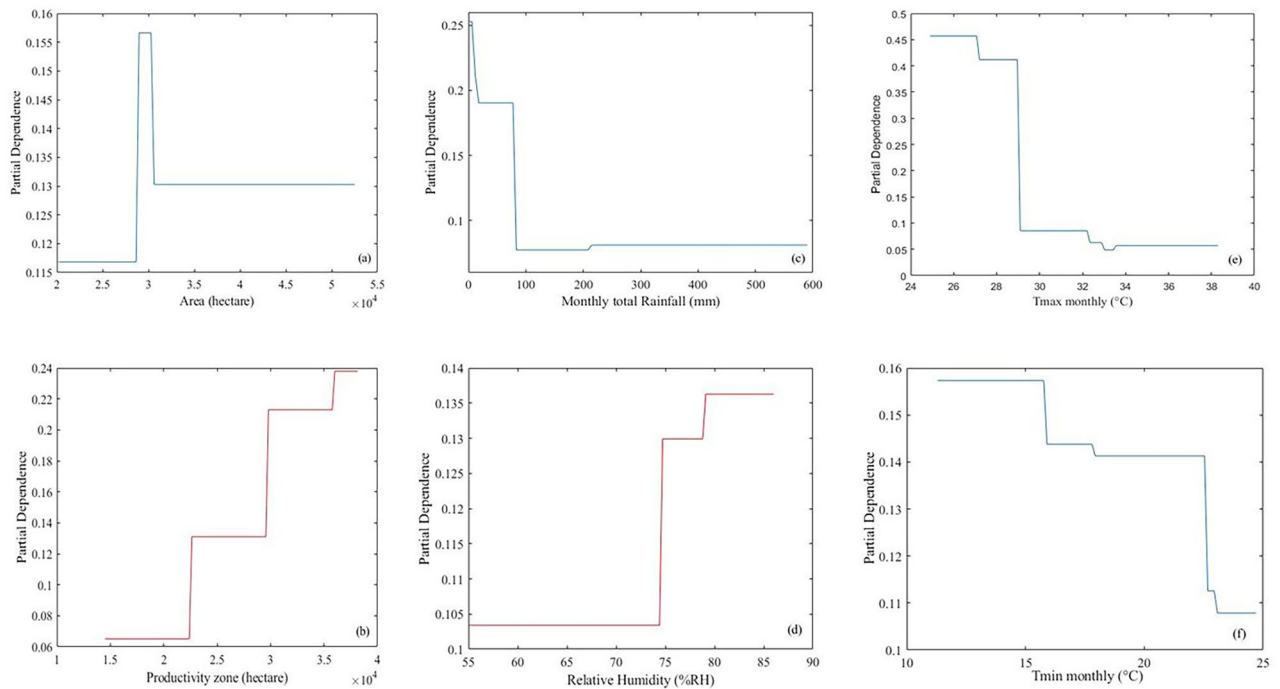 0.16
0.155
0.15
0.145
0.14
0.135
0.13
0.125
0.12
0.115
Partial Dependence
2 2.5 3 3.5 4 4.5 5 5.5
×10⁴
Area (hectare)
(a)
0.25
0.2
0.15
0.1
Partial Dependence
0 100 200 300 400 500 600
Monthly total Rainfall (mm)
(c)
0.5
0.45
0.4
0.35
0.3
0.25
0.2
0.15
0.1
0.05
0
Partial Dependence
24 26 28 30 32 34 36 38 40
Tmax monthly (°C)
(e)
0.24
0.22
0.2
0.18
0.16
0.14
0.12
0.1
0.08
0.06
Partial Dependence
1 1.5 2 2.5 3 3.5 4
×10⁴
Productivity zone (hectare)
(b)
0.14
0.135
0.13
0.125
0.12
0.115
0.11
0.105
0.1
Partial Dependence
55 60 65 70 75 80 85 90
Relative Humidity (%RH)
(d)
0.16
0.15
0.14
0.13
0.12
0.11
0.1
Partial Dependence
10 15 20 25
Tmin monthly (°C)
(f)